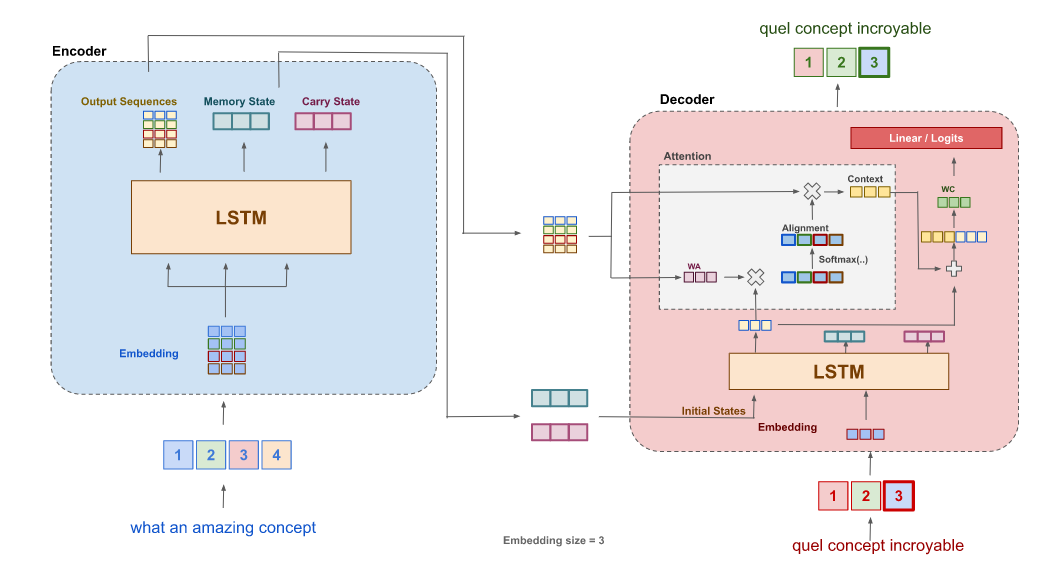 quel concept incroyable
1 2 3
Encoder
Output Sequences Memory State Carry State
LSTM
Embedding
1 2 3 4
what an amazing concept
Decoder
Linear / Logits
Attention
Context
WC
Alignment
Softmax(..)
WA
LSTM
Initial States
Embedding
1 2 3
quel concept incroyable
Embedding size = 3